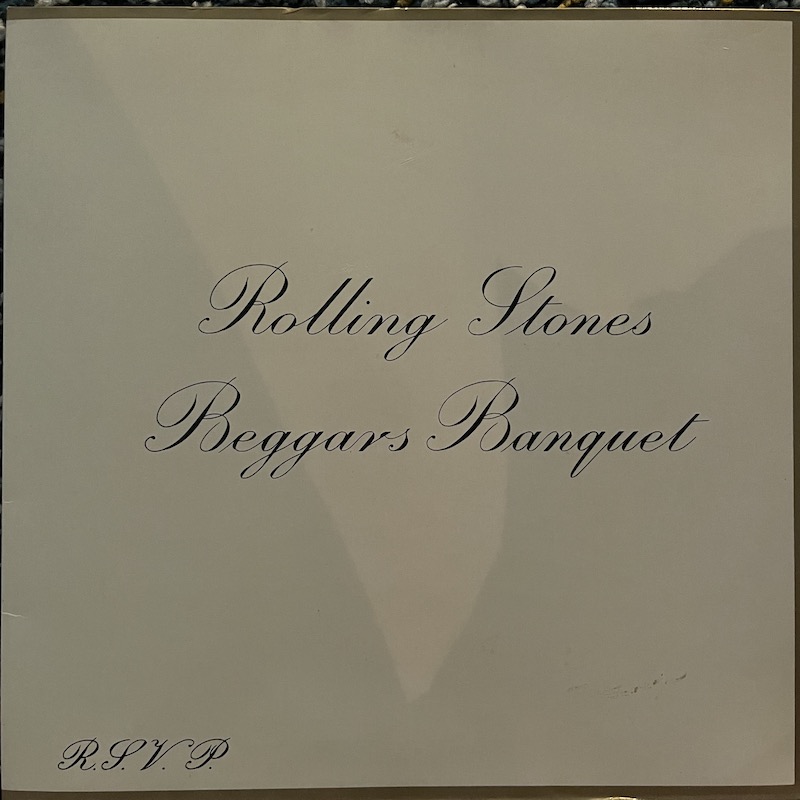 Rolling Stones
Beggars Banquet
R.S.V.P.